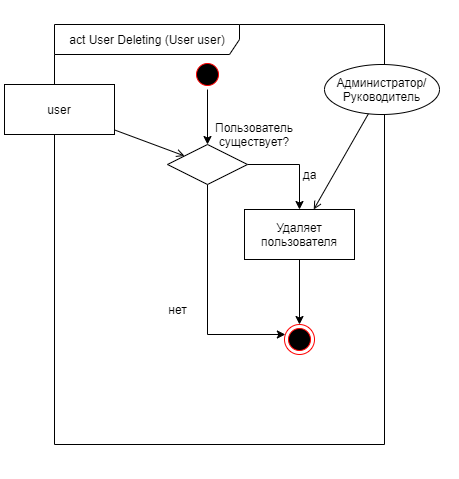 act User Deleting (User user)
Администратор/
Руководитель
user
Пользователь
существует?
да
Удаляет
пользователя
нет